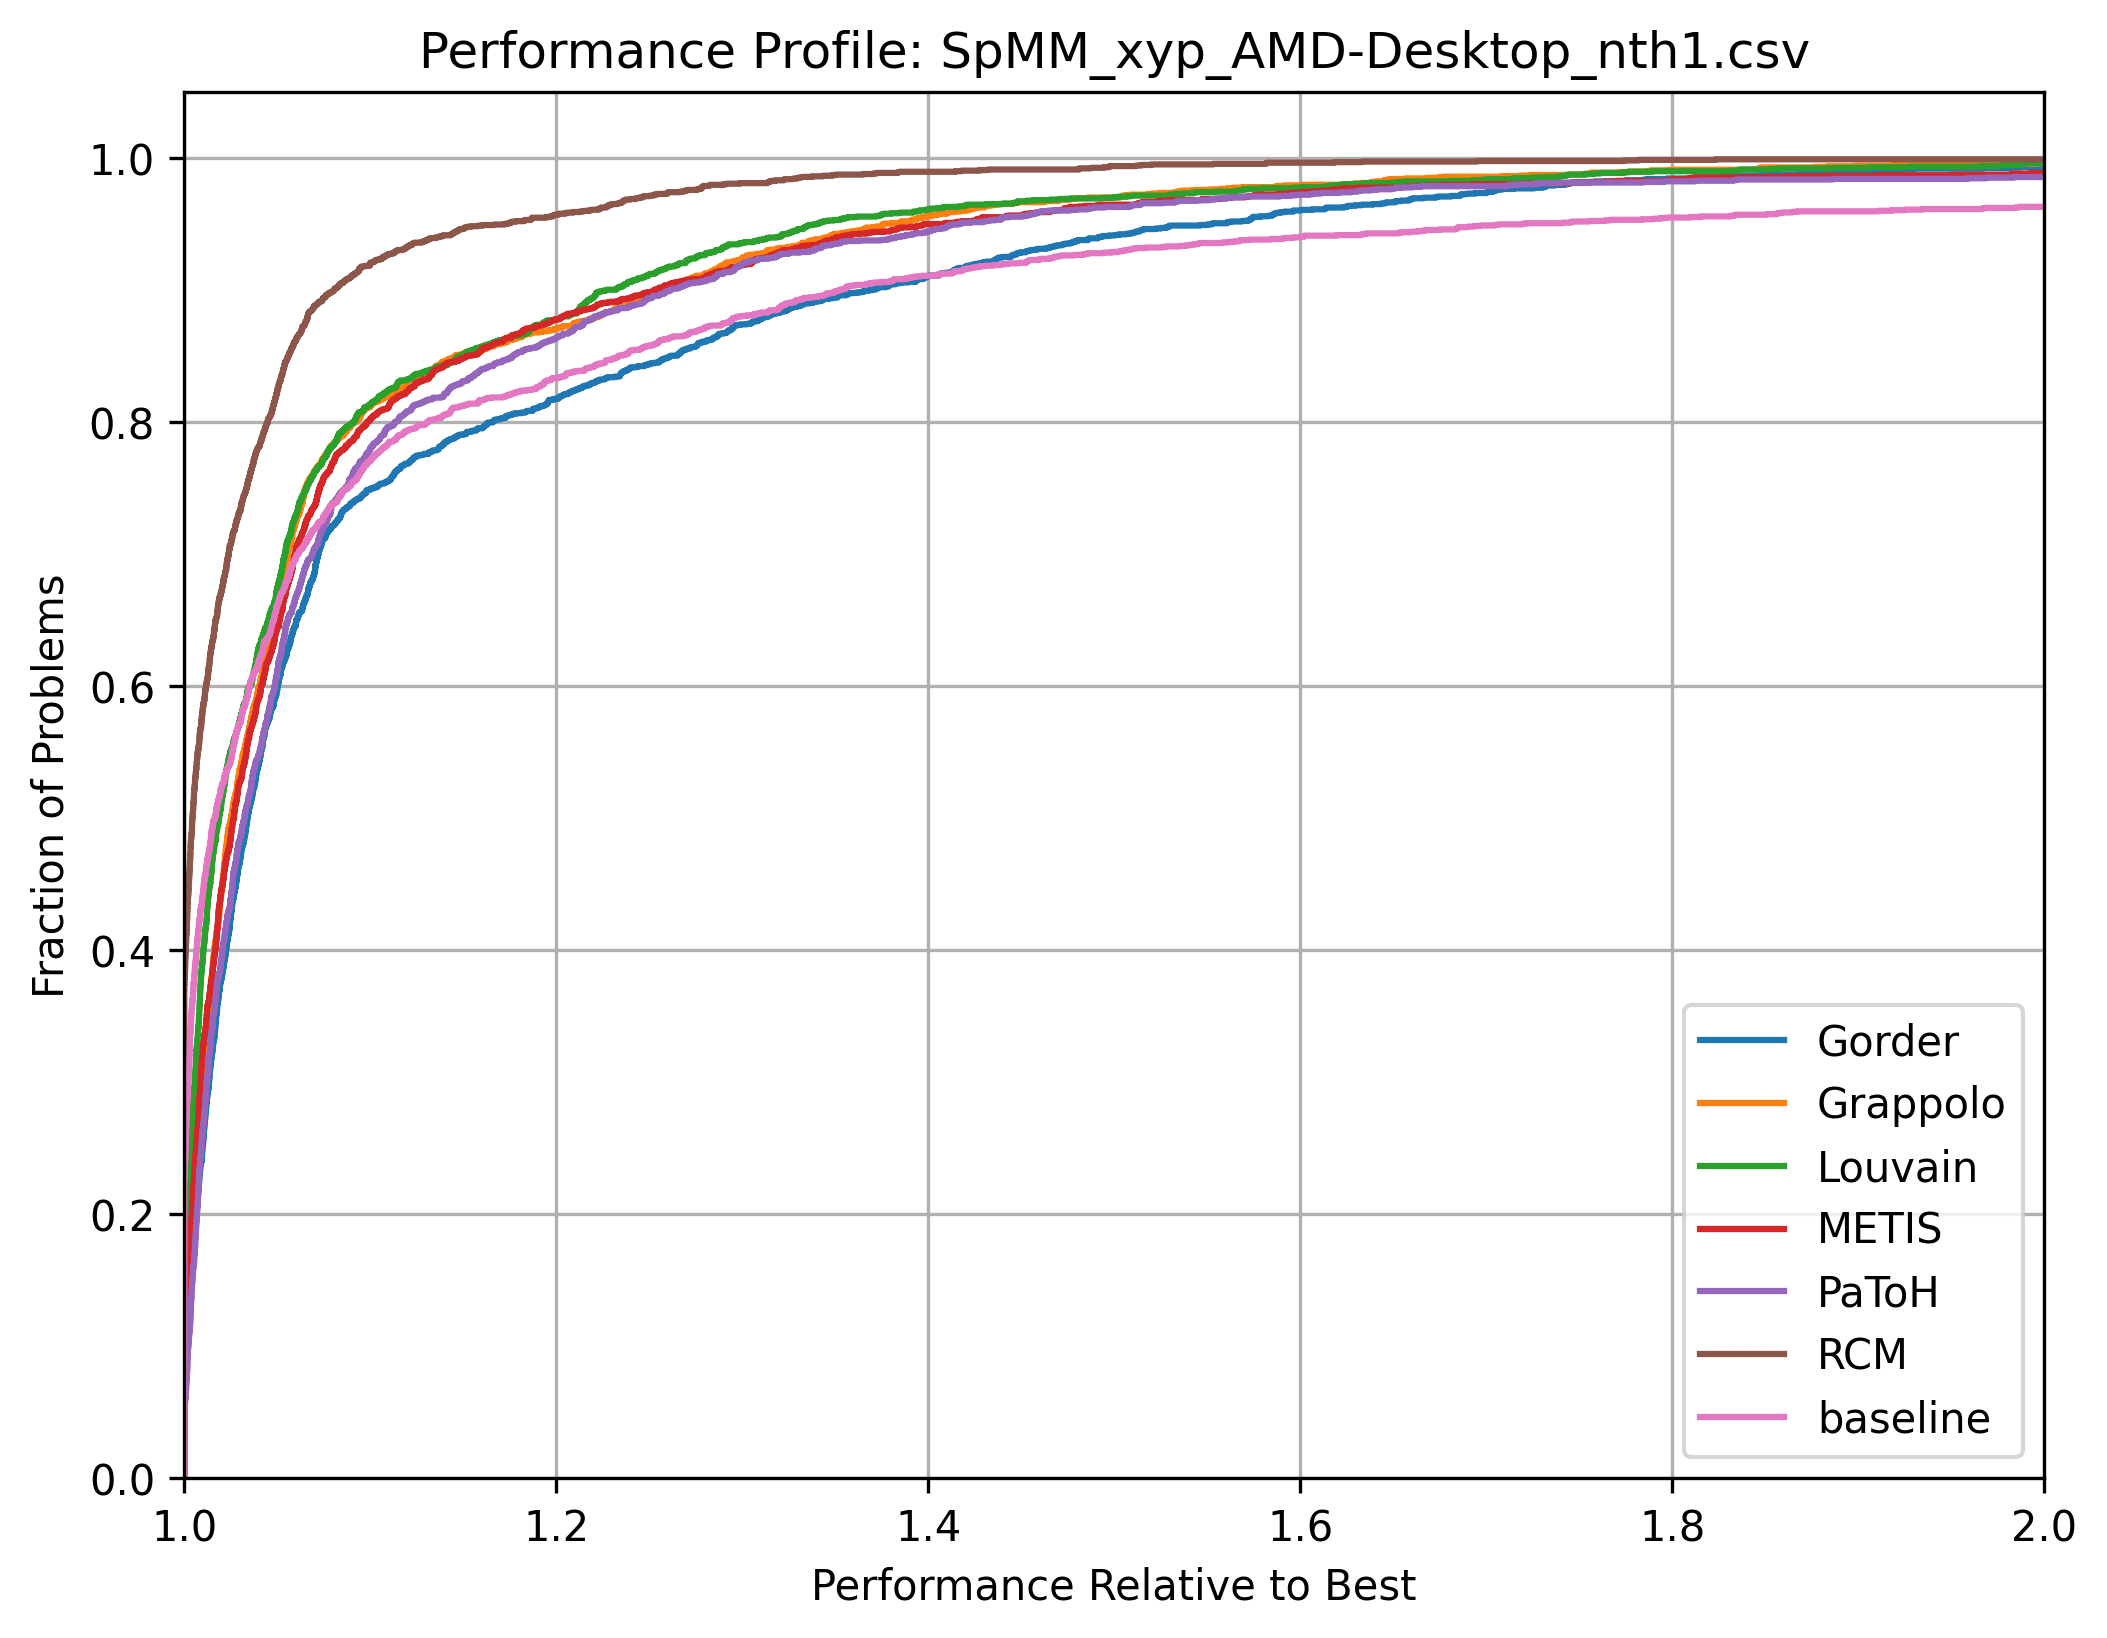 Performance Profile: SpMM_xyp_AMD-Desktop_nth1.csv
Fraction of Problems
1.0
0.8
0.6
0.4
0.2
0.0
Gorder
Grappolo
Louvain
METIS
PaToH
RCM
baseline
1.0 1.2 1.4 1.6 1.8 2.0
Performance Relative to Best